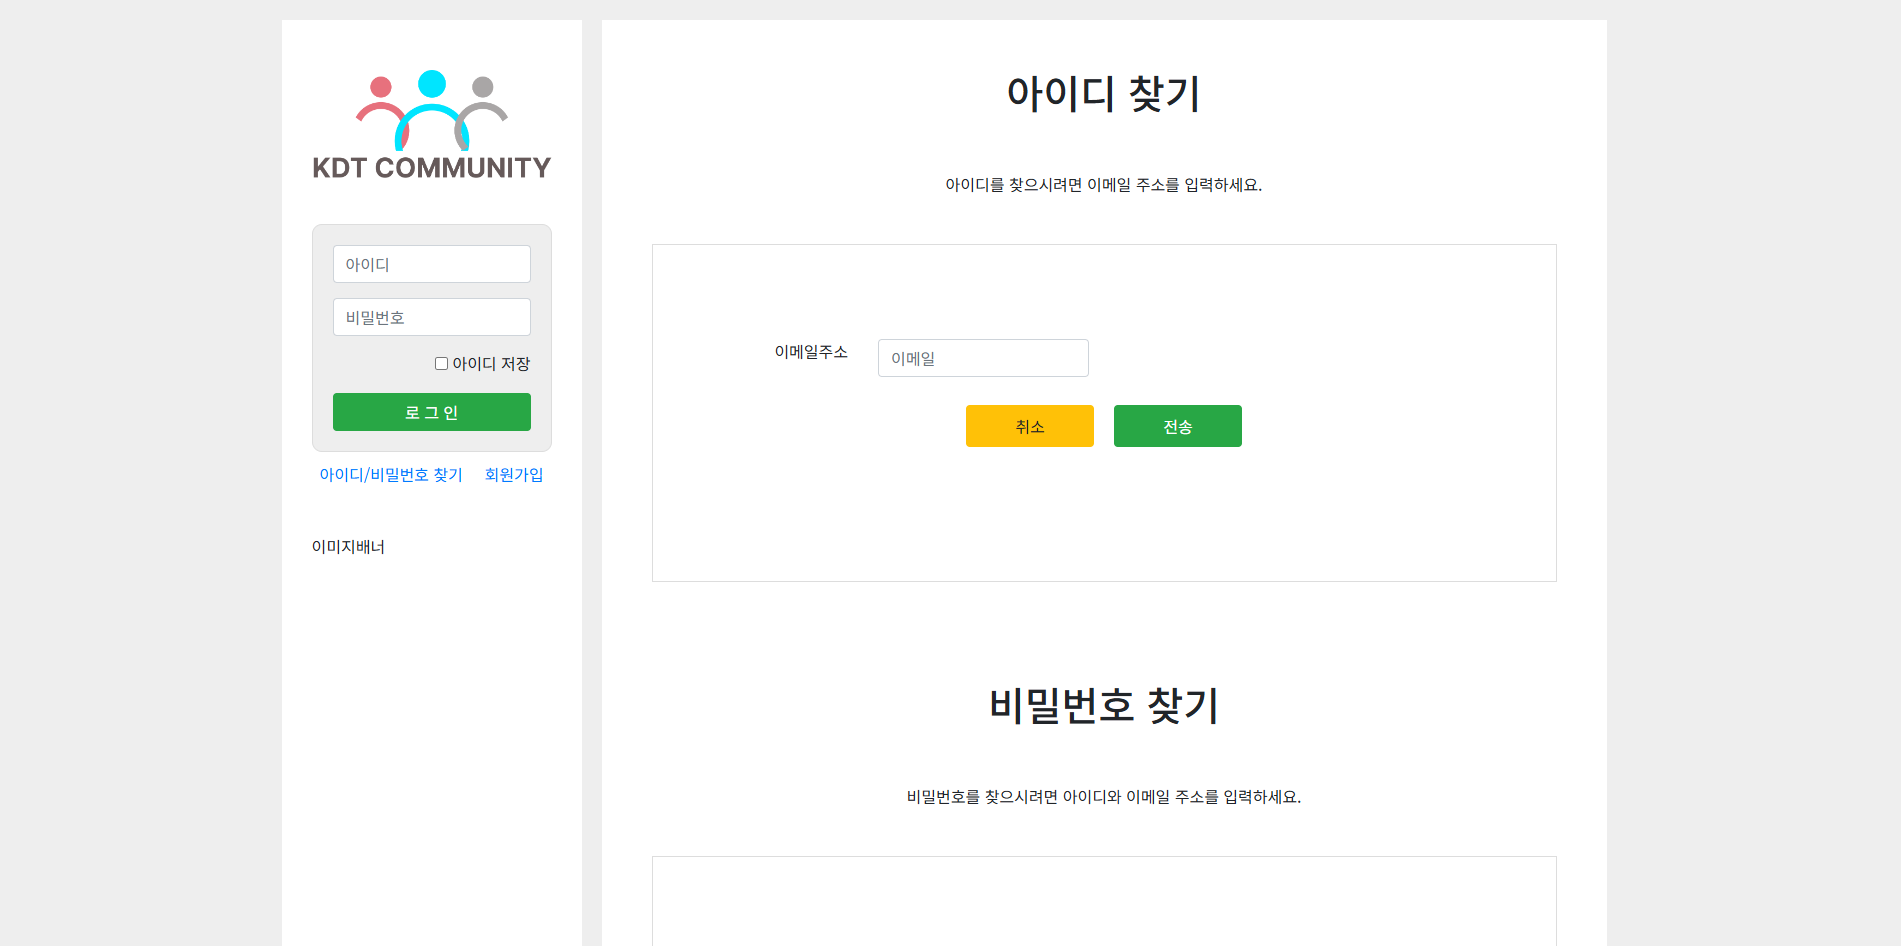 KDT COMMUNITY
아이디
비밀번호
아이디 저장
로 그 인
아이디/비밀번호 찾기 회원가입
이미지배너
아이디 찾기
아이디를 찾으시려면 이메일 주소를 입력하세요.
이메일주소 이메일
취소 전송
비밀번호 찾기
비밀번호를 찾으시려면 아이디와 이메일 주소를 입력하세요.